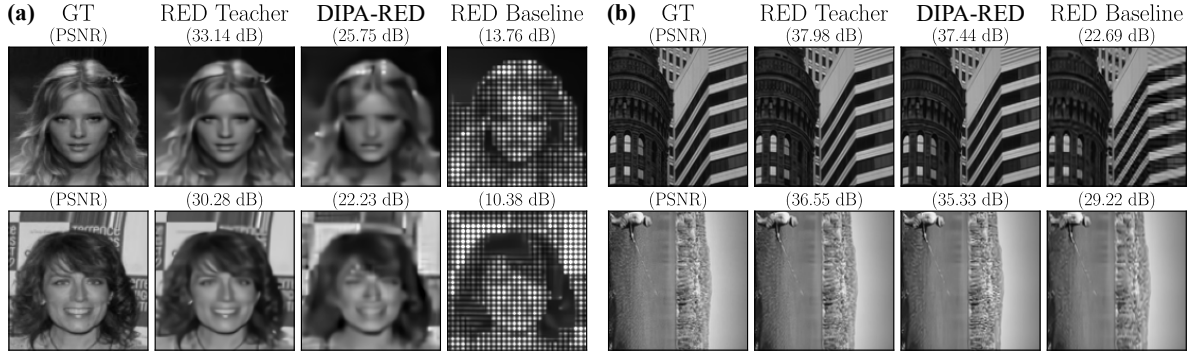 (a) GT RED Teacher DIPA-RED RED Baseline
(PSNR) (33.14 dB) (25.75 dB) (13.76 dB)
(PSNR) (30.28 dB) (22.23 dB) (10.38 dB)
(b) GT RED Teacher DIPA-RED RED Baseline
(PSNR) (37.98 dB) (37.44 dB) (22.69 dB)
(PSNR) (36.55 dB) (35.33 dB) (29.22 dB)